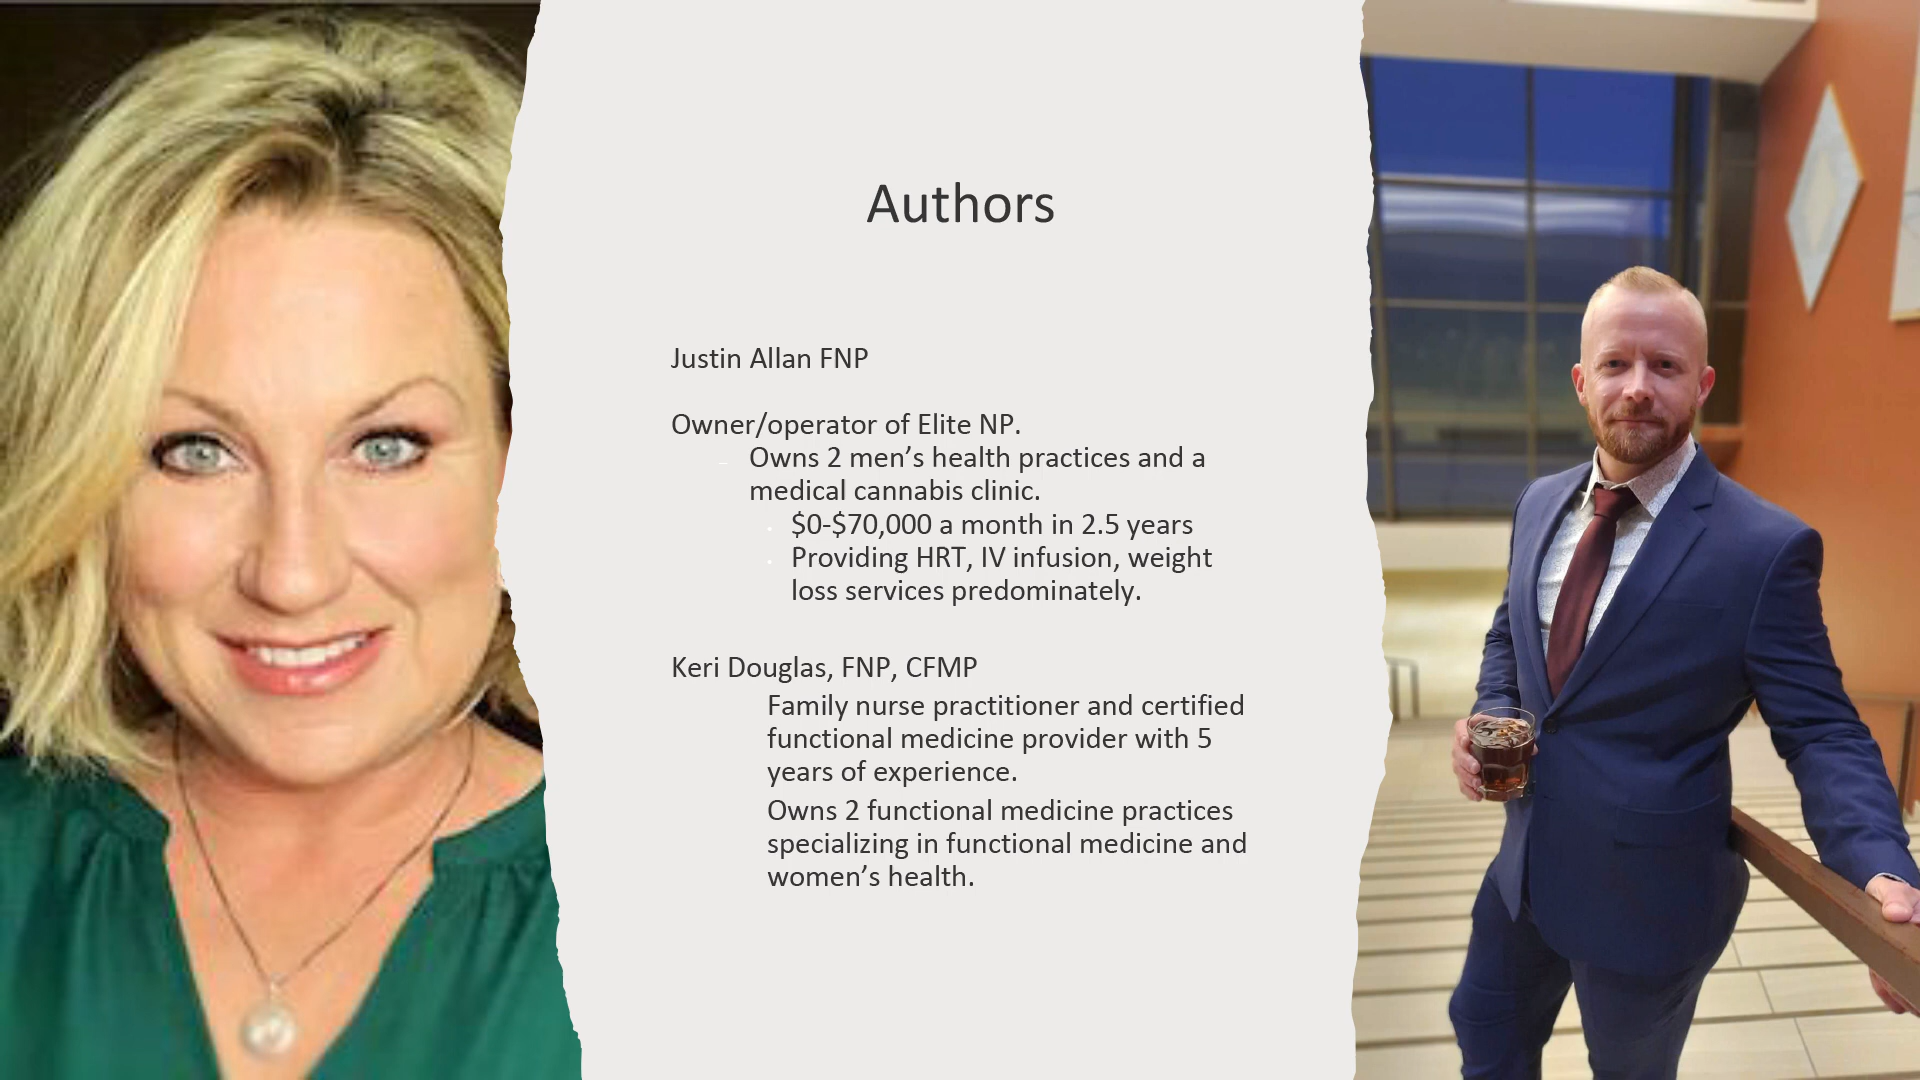 Authors
Justin Allan FNP
Owner/operator of Elite NP.
Owns 2 men’s health practices and a
medical cannabis clinic.
$0-$70,000 a month in 2.5 years
Providing HRT, IV infusion, weight
loss services predominately.
Keri Douglas, FNP, CFMP
Family nurse practitioner and certified
functional medicine provider with 5
years of experience.
Owns 2 functional medicine practices
specializing in functional medicine and
women’s health.